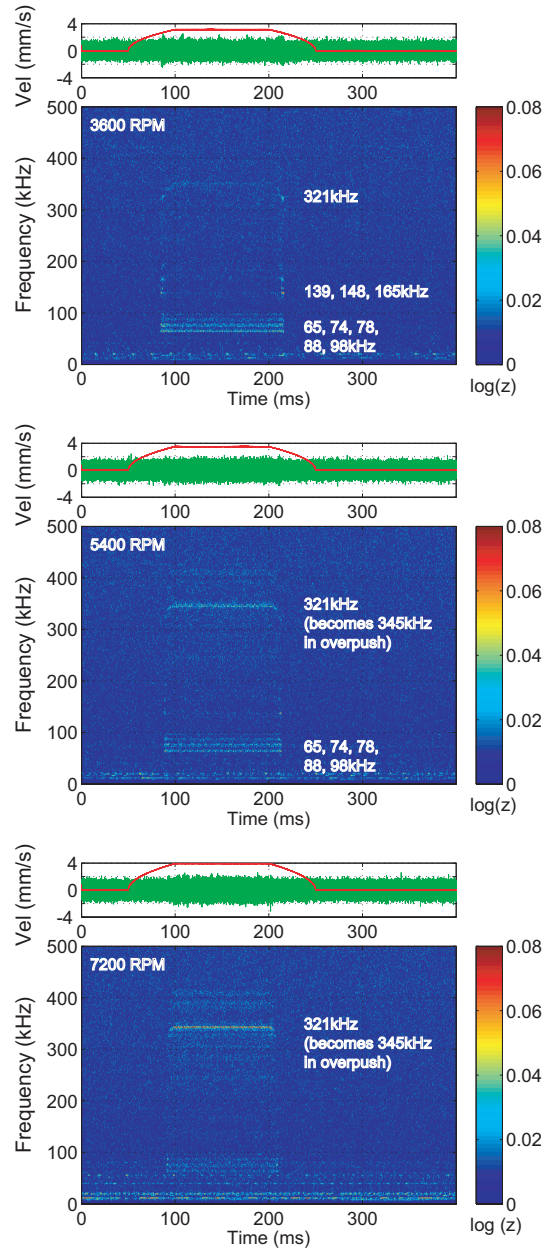 4
0
-4
Vel (mm/s)
0
100
200
300
500
400
300
200
100
0
Frequency (kHz)
3600 RPM
321kHz
139, 148, 165kHz
65, 74, 78,
88, 98kHz
0
100
200
300
Time (ms)
0.08
0.06
0.04
0.02
0
log(z)
4
0
-4
Vel (mm/s)
0
100
200
300
500
400
300
200
100
0
Frequency (kHz)
5400 RPM
321kHz
(becomes 345kHz
in overpush)
65, 74, 78,
88, 98kHz
0
100
200
300
Time (ms)
0.08
0.06
0.04
0.02
0
log(z)
4
0
-4
Vel (mm/s)
0
100
200
300
500
400
300
200
100
0
Frequency (kHz)
7200 RPM
321kHz
(becomes 345kHz
in overpush)
0
100
200
300
Time (ms)
0.08
0.06
0.04
0.02
0
log (z)